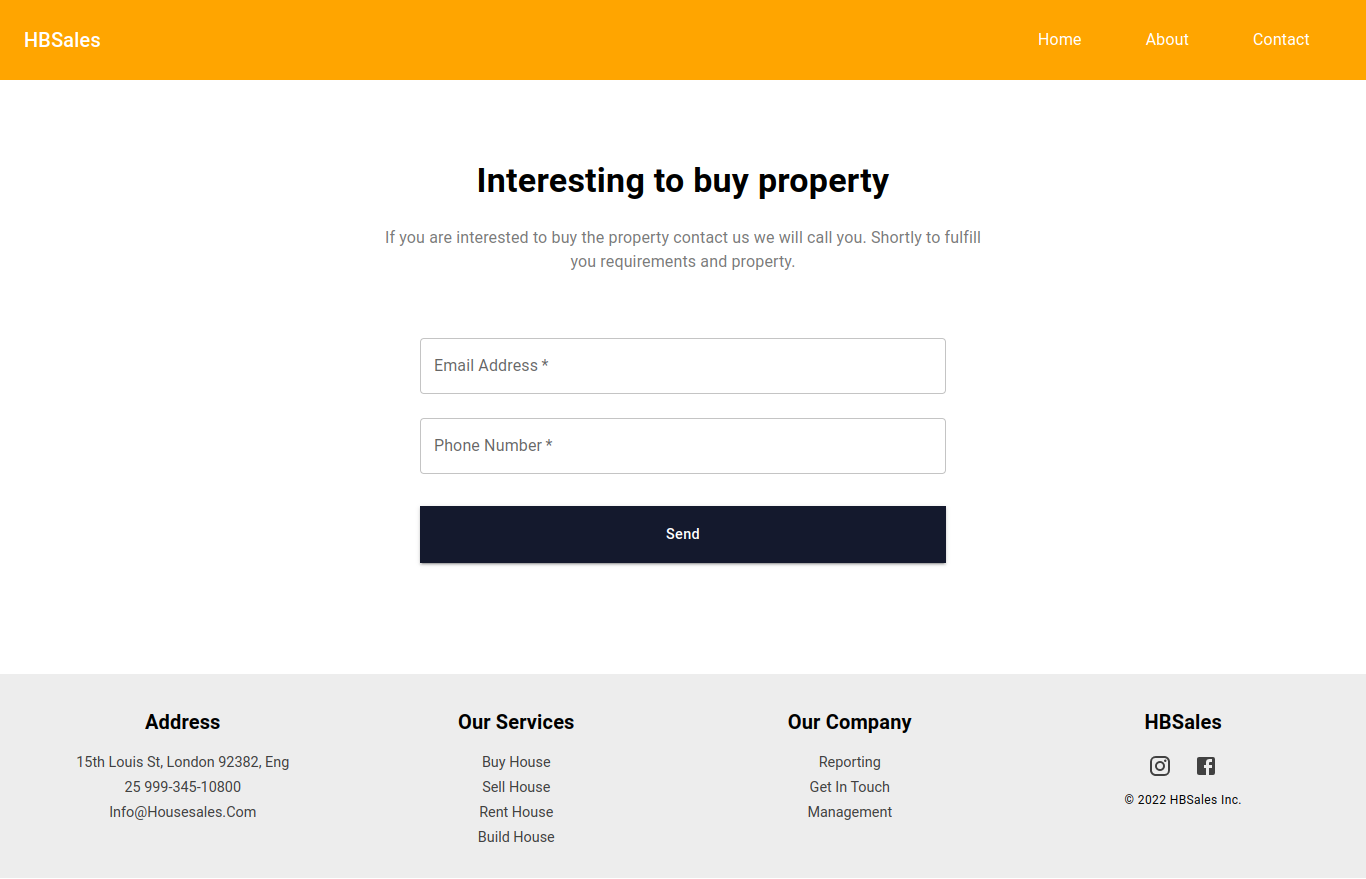 HBSales
Home
About
Contact
Interesting to buy property
If you are interested to buy the property contact us we will call you. Shortly to fulfill
you requirements and property.
Email Address *
Phone Number *
Send
Address
15th Louis St, London 92382, Eng
25 999-345-10800
Info@Housesales.Com
Our Services
Buy House
Sell House
Rent House
Build House
Our Company
Reporting
Get In Touch
Management
HBSales
© 2022 HBSales Inc.